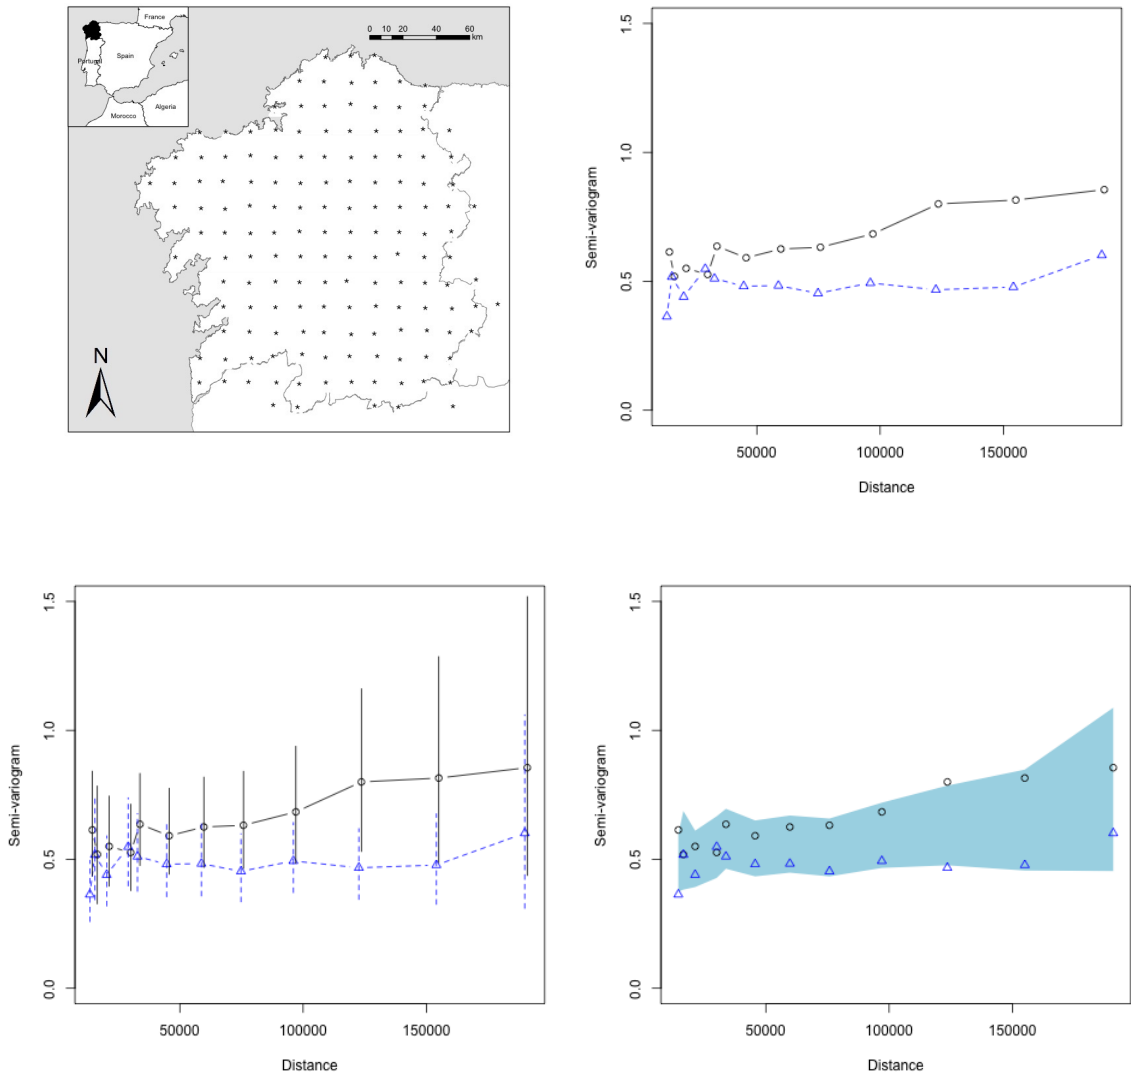 France
Portugal
Spain
Algeria
Morocco
0 10 20 40 60
km
N
Semi-variogram
0.0 0.5 1.0 1.5
50000 100000 150000
Distance
Semi-variogram
0.0 0.5 1.0 1.5
50000 100000 150000
Distance
Semi-variogram
0.0 0.5 1.0 1.5
50000 100000 150000
Distance